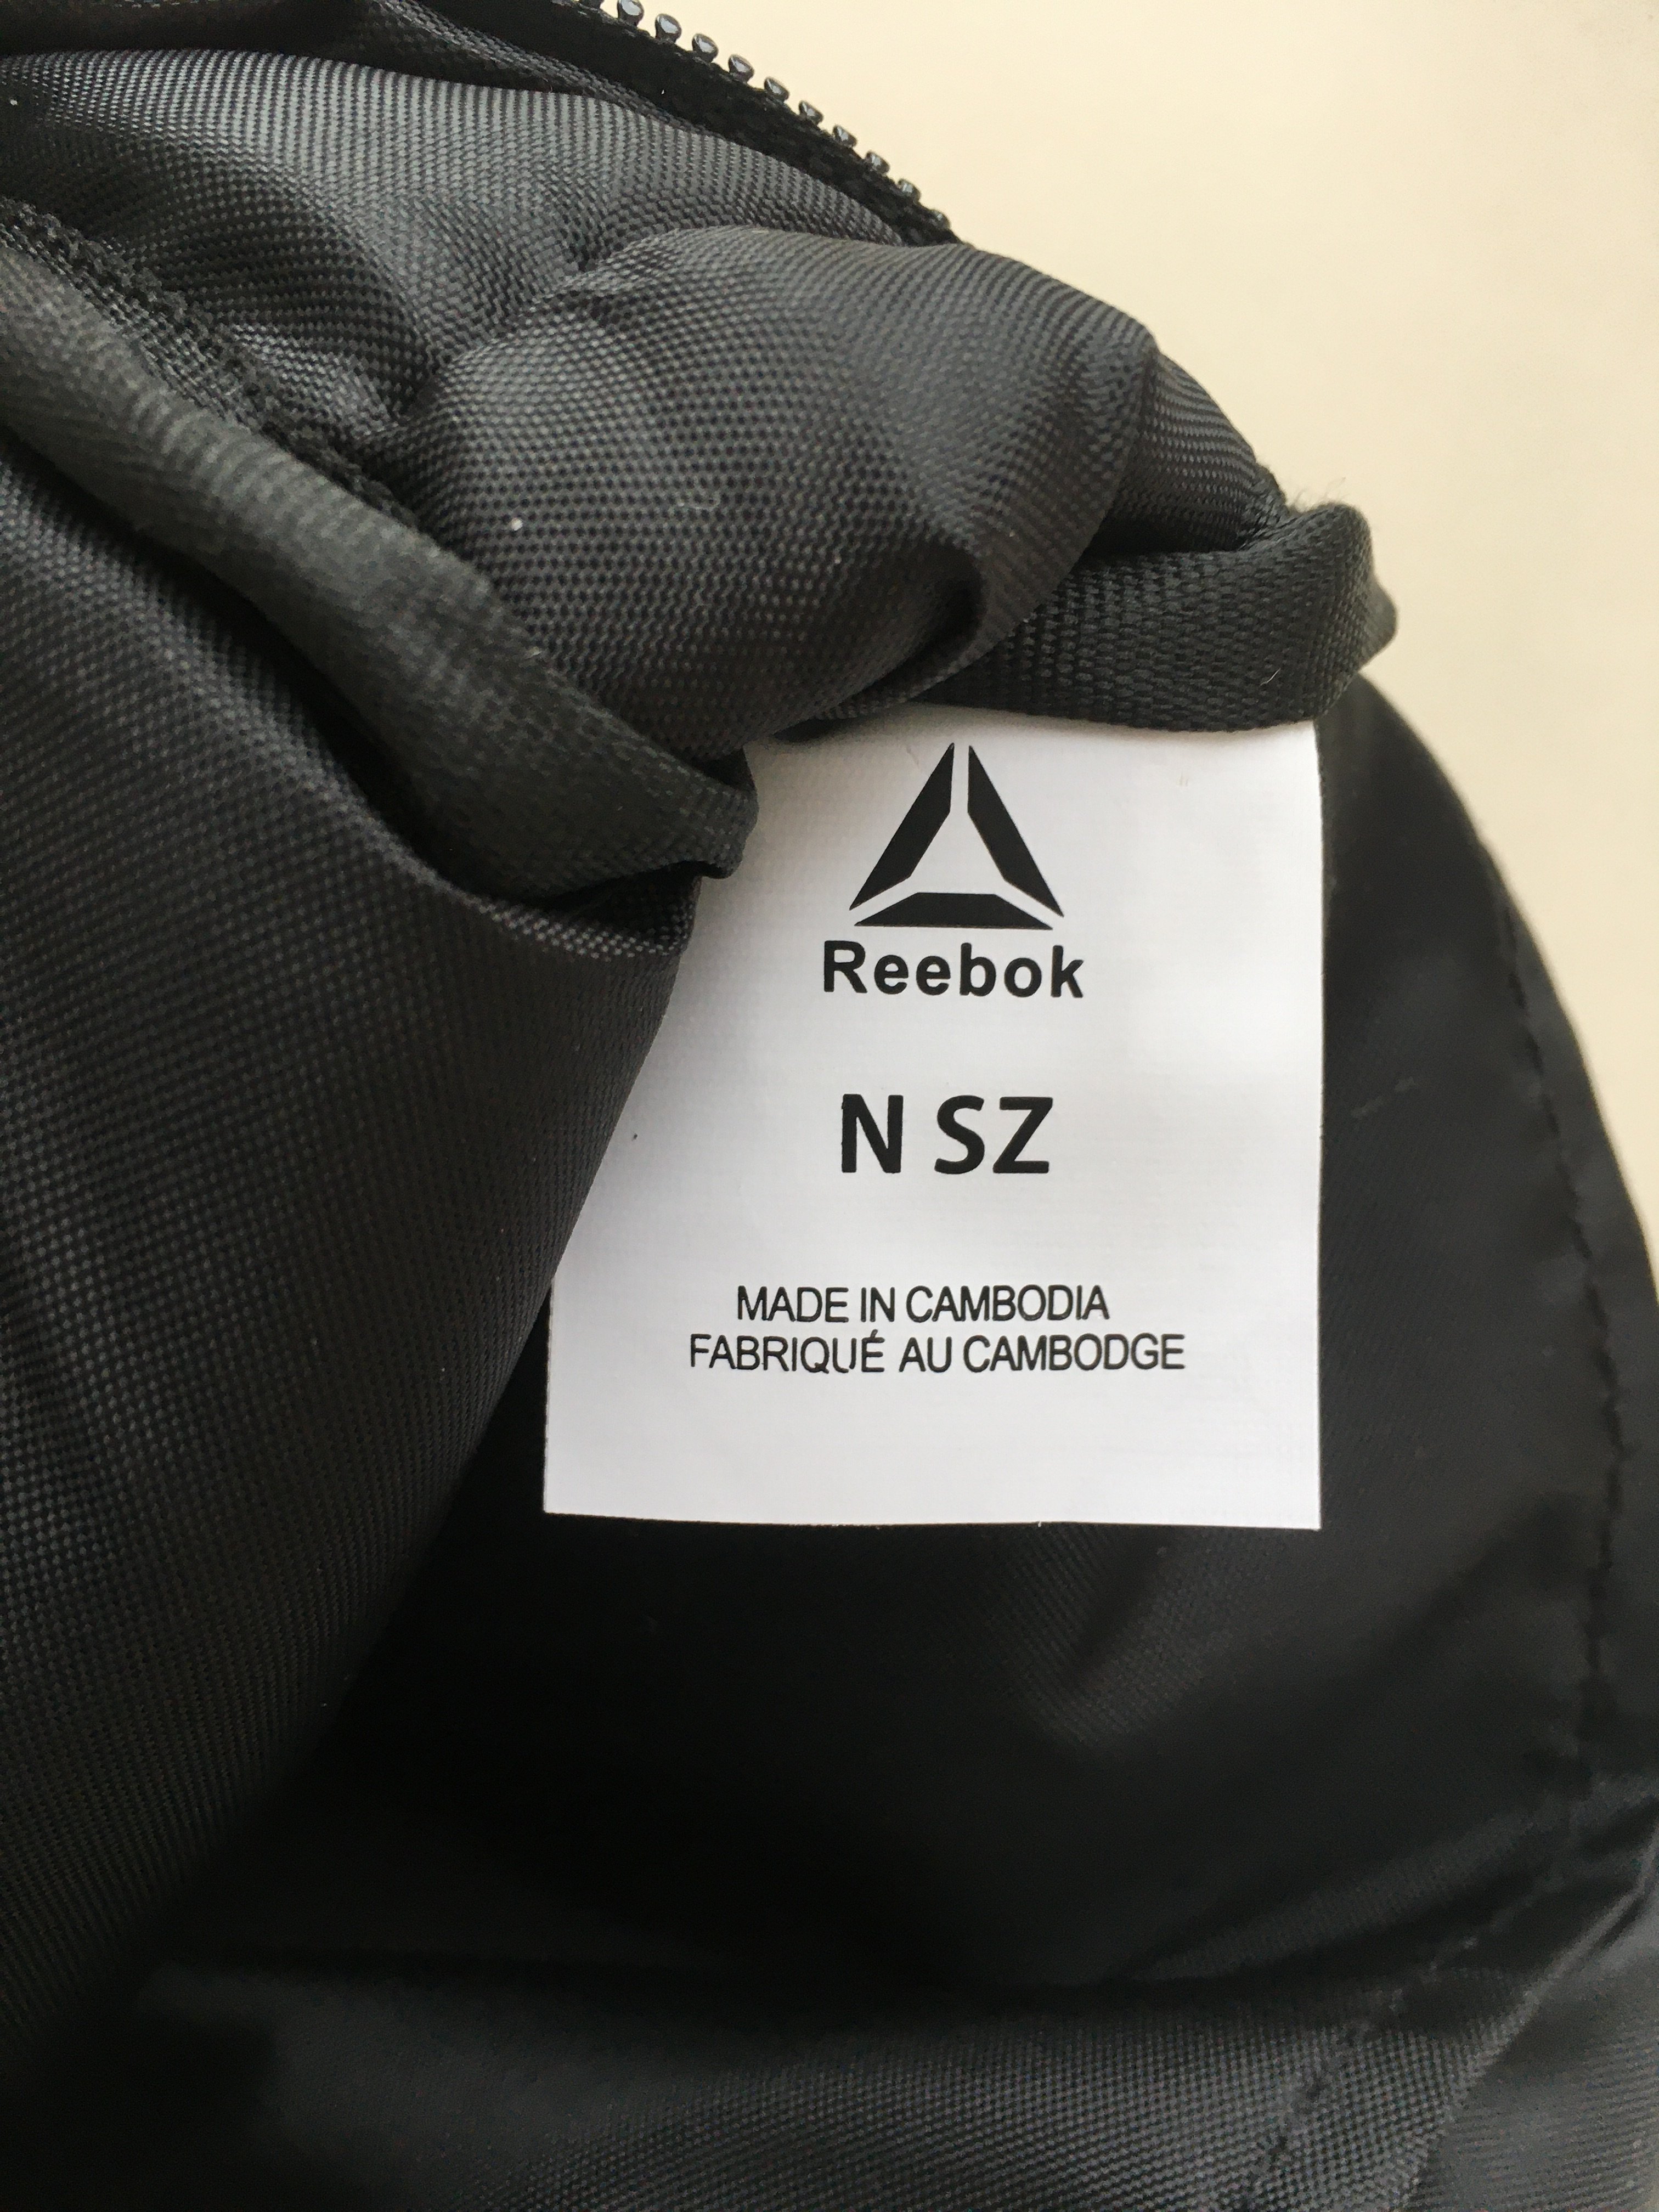 Reebok
N SZ
MADE IN CAMBODIA
FABRIQUÉ AU CAMBODGE